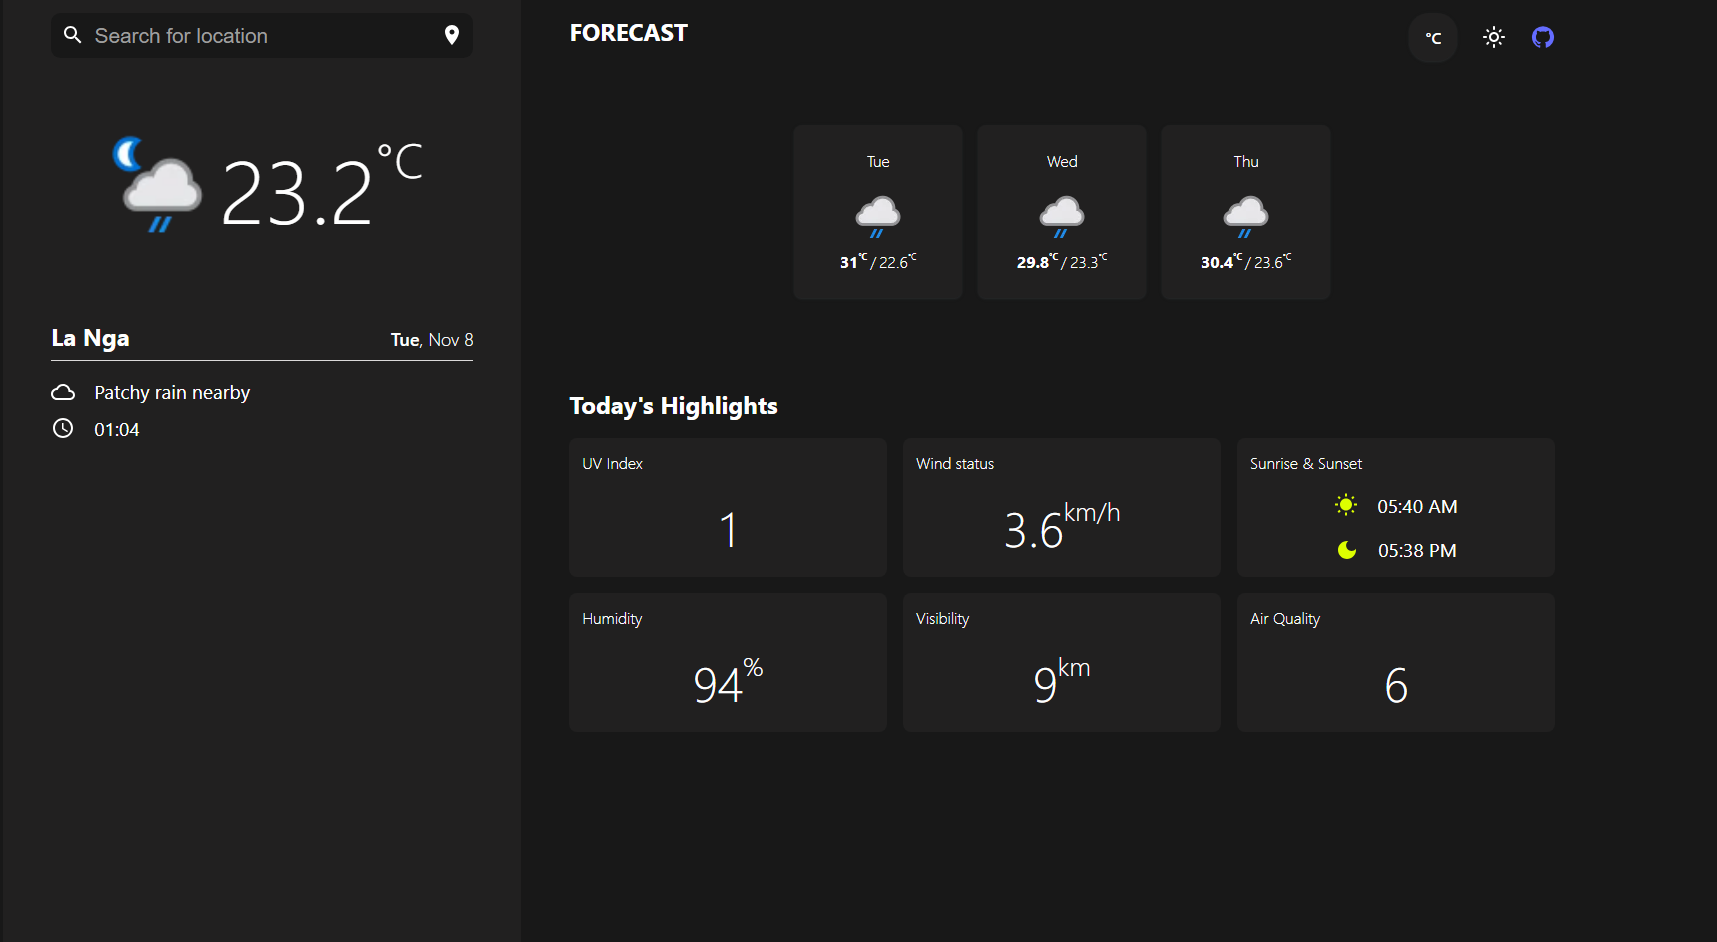 Search for location
23.2°C
La Nga
Tue, Nov 8
Patchy rain nearby
01:04
FORECAST
°C
Tue
31°C / 22.6°C
Wed
29.8°C / 23.3°C
Thu
30.4°C / 23.6°C
Today's Highlights
UV Index
1
Wind status
3.6km/h
Sunrise & Sunset
05:40 AM
05:38 PM
Humidity
94%
Visibility
9km
Air Quality
6